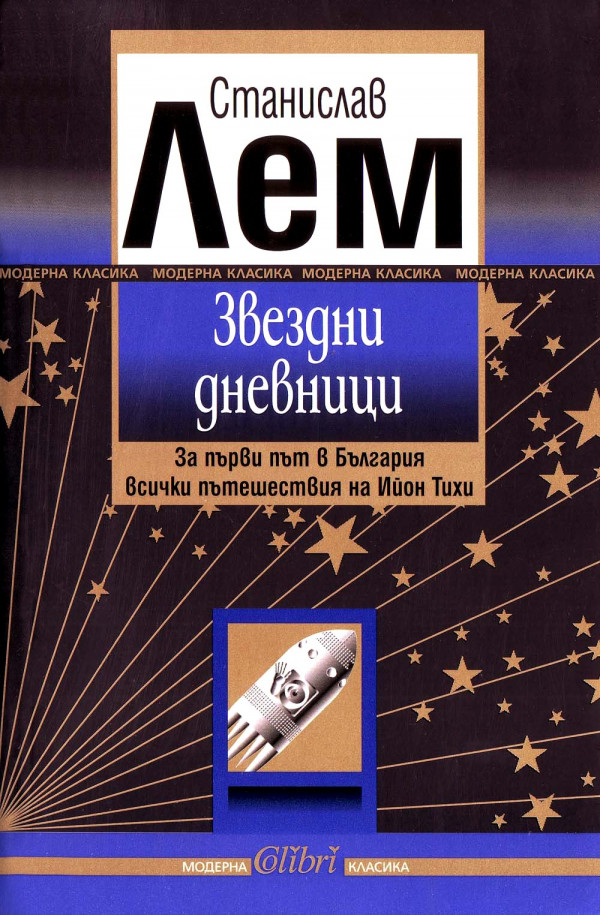 Станислав
Лем
МОДЕРНА КЛАСИКА МОДЕРНА КЛАСИКА МОДЕРНА КЛАСИКА МОДЕРНА КЛАСИКА
Звездни
дневници
За първи път в България
всички пътешествия на Ийон Тихи
МОДЕРНА Colibri КЛАСИКА